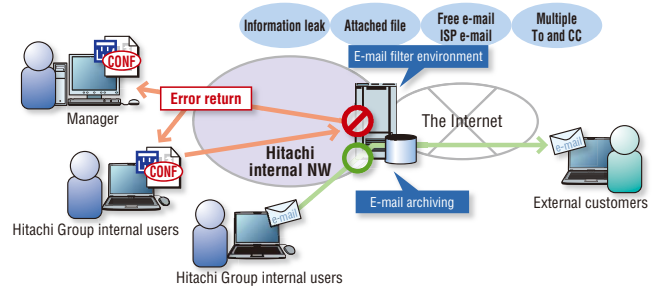 Information leak
Attached file
Free e-mail
ISP e-mail
Multiple
To and CC
E-mail filter environment
CONF
Manager
Error return
The Internet
CONF
Hitachi
internal NW
e-mail
E-mail archiving
External customers
Hitachi Group internal users
e-mail
Hitachi Group internal users